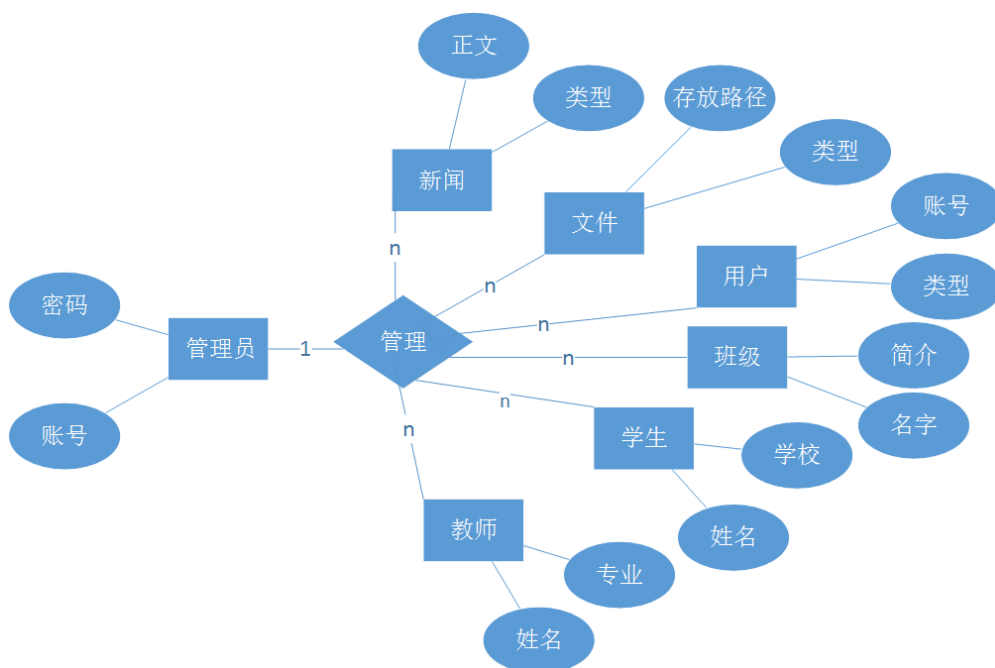 正文
类型
存放路径
类型
新闻
账号
文件
n
用户
n
类型
密码
n
管理员
1
管理
n
班级
简介
n
名字
账号
n
学生
学校
教师
姓名
专业
姓名